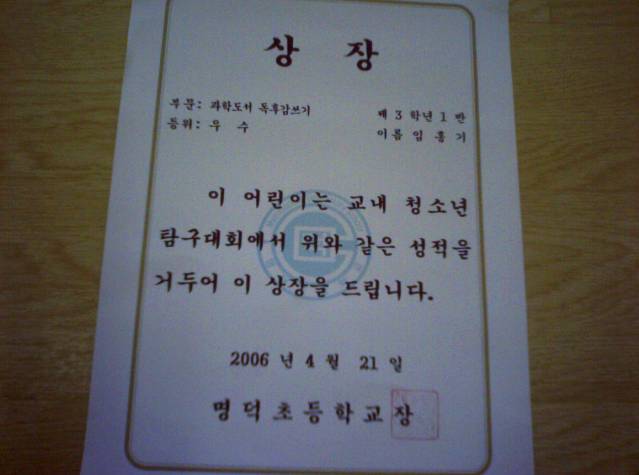 상 장
부문: 과학도서 독후감쓰기
제 3 학년 1 반
등위: 우 수
이름 임 홍 기
이 어린이는 교내 청소년
탐구대회에서 위와 같은 성적을
거두어 이 상장을 드립니다.
2006 년 4 월 21 일
명덕초등학교장